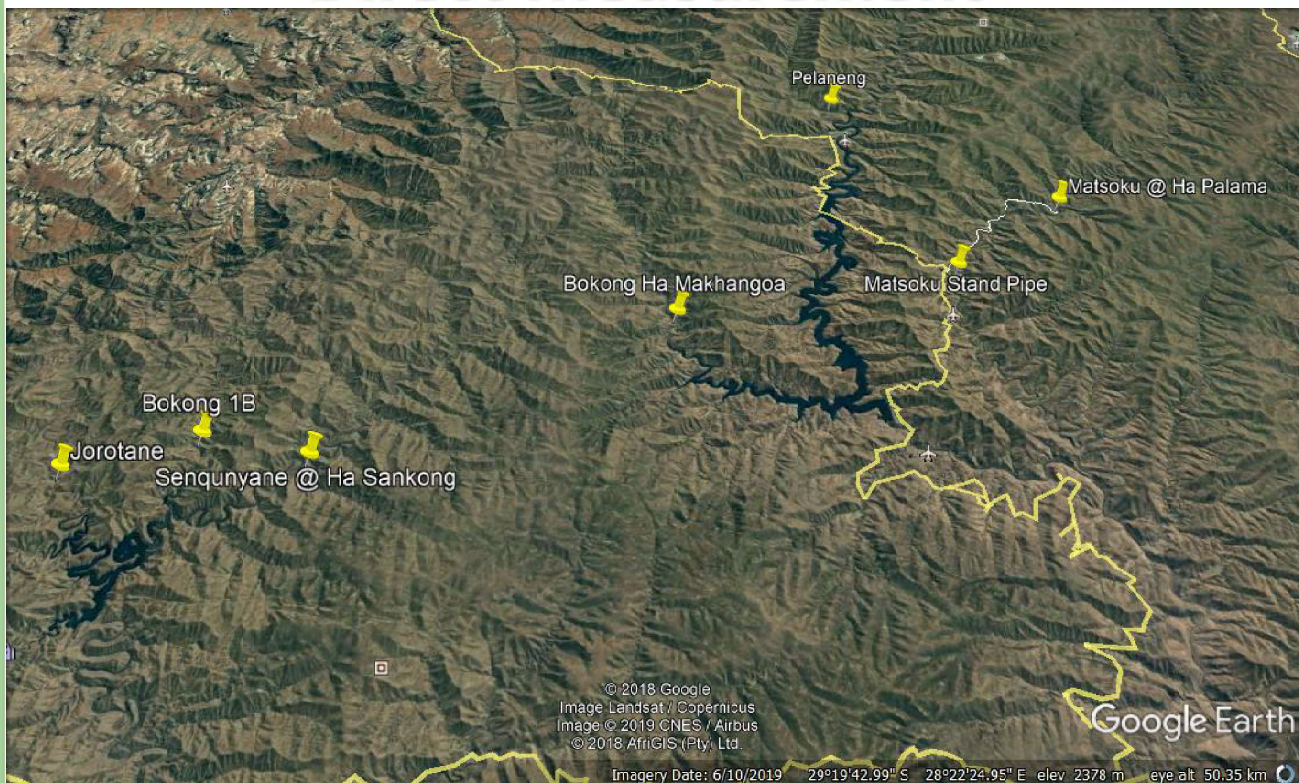 Pelaneng
Matsoku @ Ha Palama
Bokong Ha Makhangoa
Matsoku Stand Pipe
Bokong 1B
Jorotane
Senqunyane @ Ha Sankong
© 2018 Google
Image Landsat / Copernicus
Image © 2019 CNES / Airbus
© 2018 AfriGIS (Pty) Ltd.
Google Earth
Imagery Date: 6/10/2019 29°19'42.99" S 28°22'24.95" E elev 2378 m eye alt 50.35 km